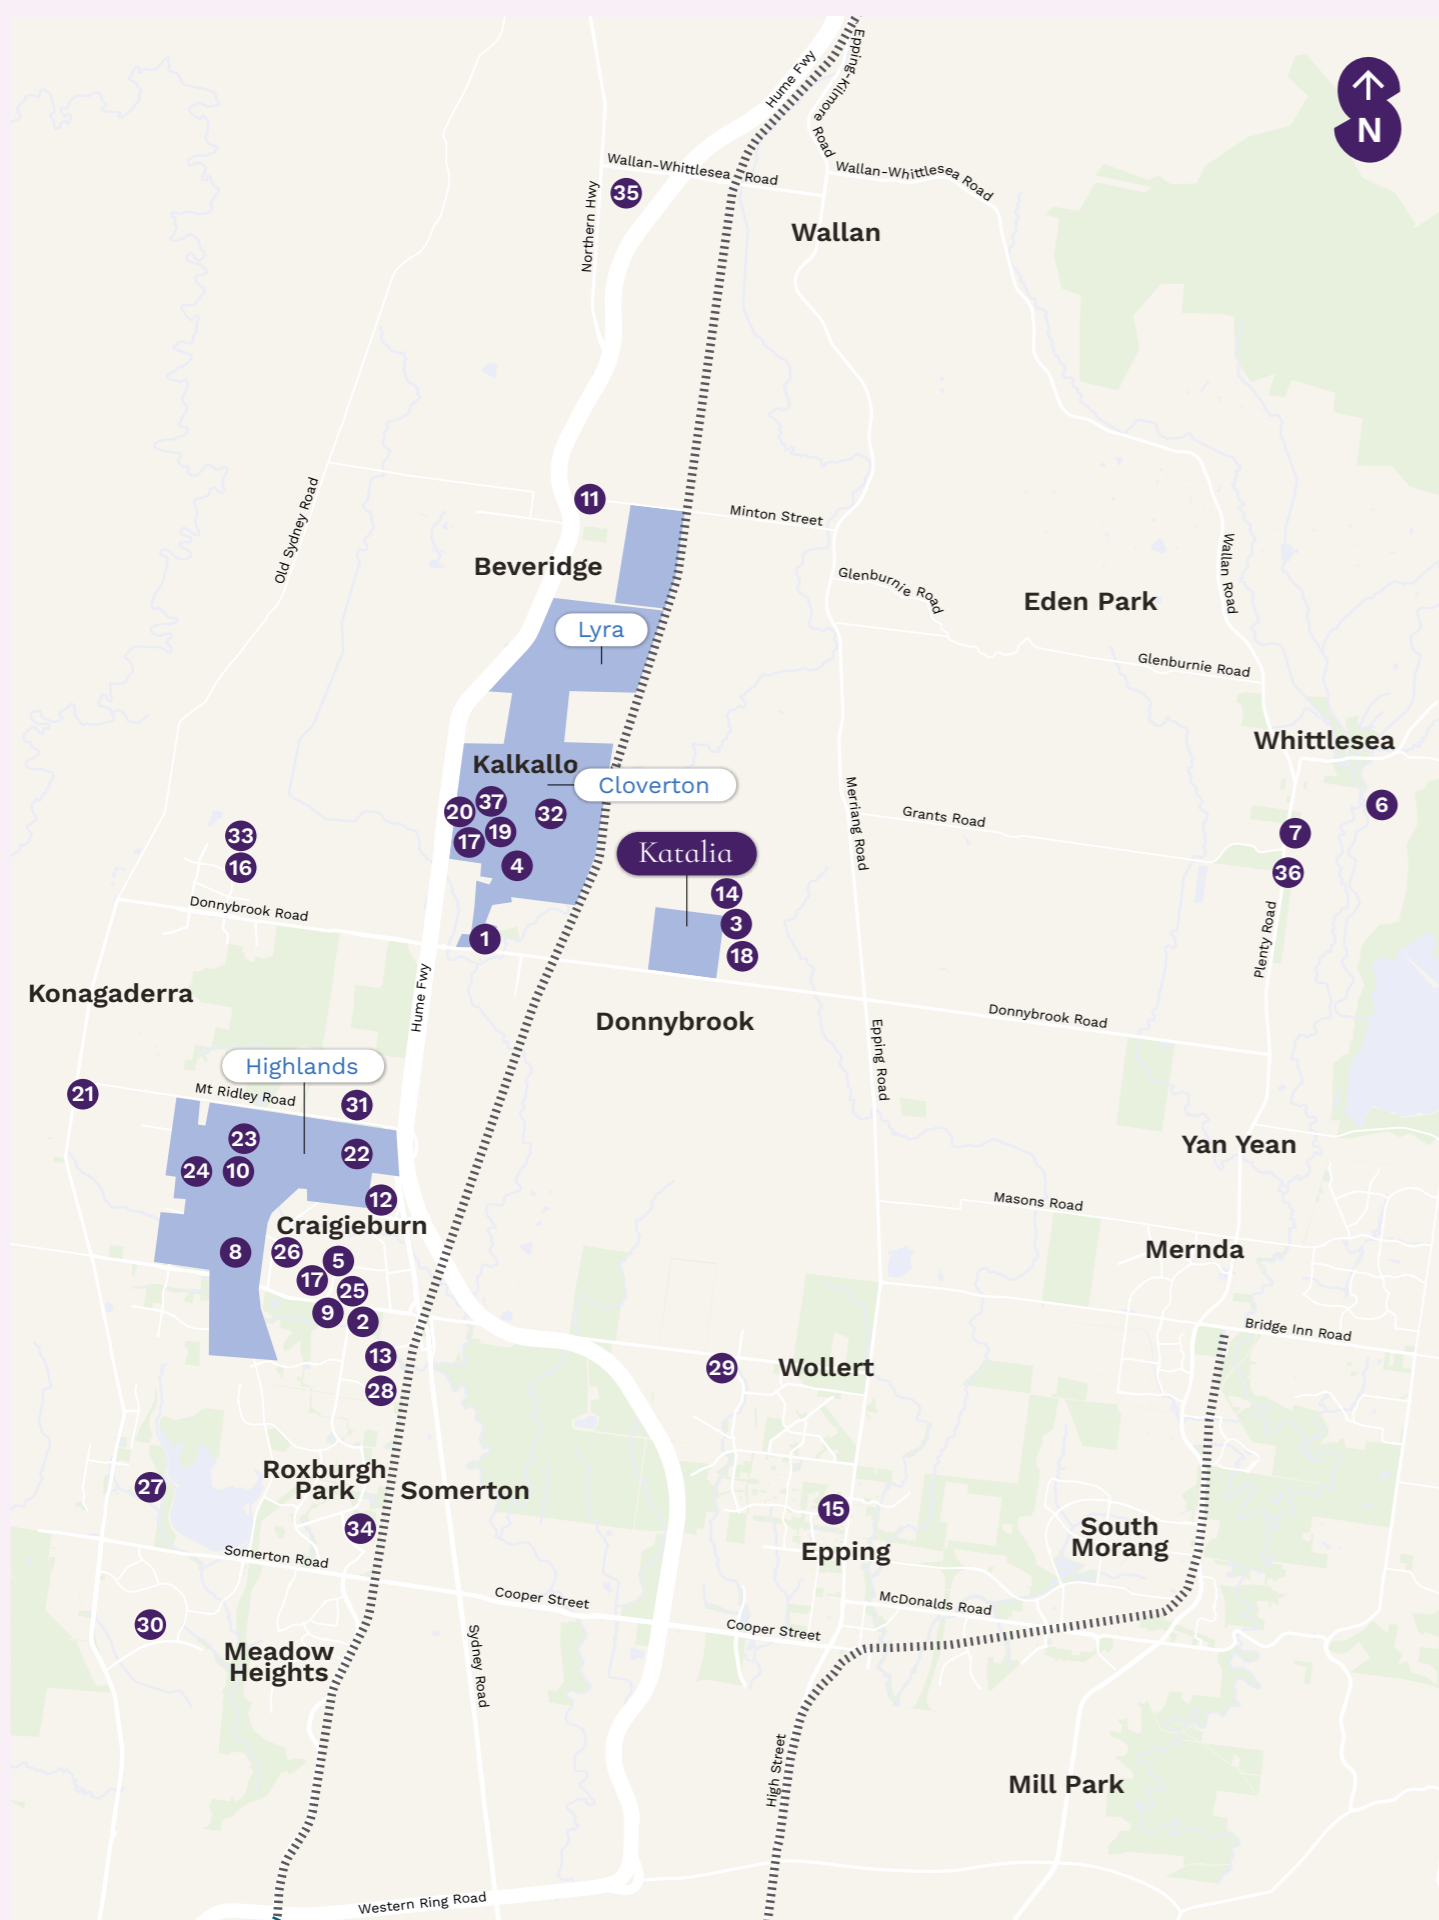 Hume Fwy
Epping-Kilmore Road
N
Wallan-Whittlesea Road
Wallan-Whittlesea Road
35
Northern Hwy
Wallan
Old Sydney Road
11
Minton Street
Beveridge
Glenburnie Road
Wallan Road
Eden Park
Lyra
Glenburnie Road
Whittlesea
Kalkallo
Cloverton
20
37
32
6
Merriang Road
Grants Road
33
17
19
7
16
4
Katalia
36
14
Donnybrook Road
3
1
18
Plenty Road
Hume Fwy
Konagaderra
Donnybrook
Donnybrook Road
Epping Road
Highlands
21
Mt Ridley Road
31
23
22
Yan Yean
24
10
12
Masons Road
Craigieburn
8
26
5
Mernda
17
25
9
2
Bridge Inn Road
13
29
Wollert
28
Roxburgh
Park
27
Somerton
15
34
South
Morang
Somerton Road
Epping
Cooper Street
McDonalds Road
30
Cooper Street
Meadow
Heights
Sydney Road
High Street
Mill Park
Western Ring Road